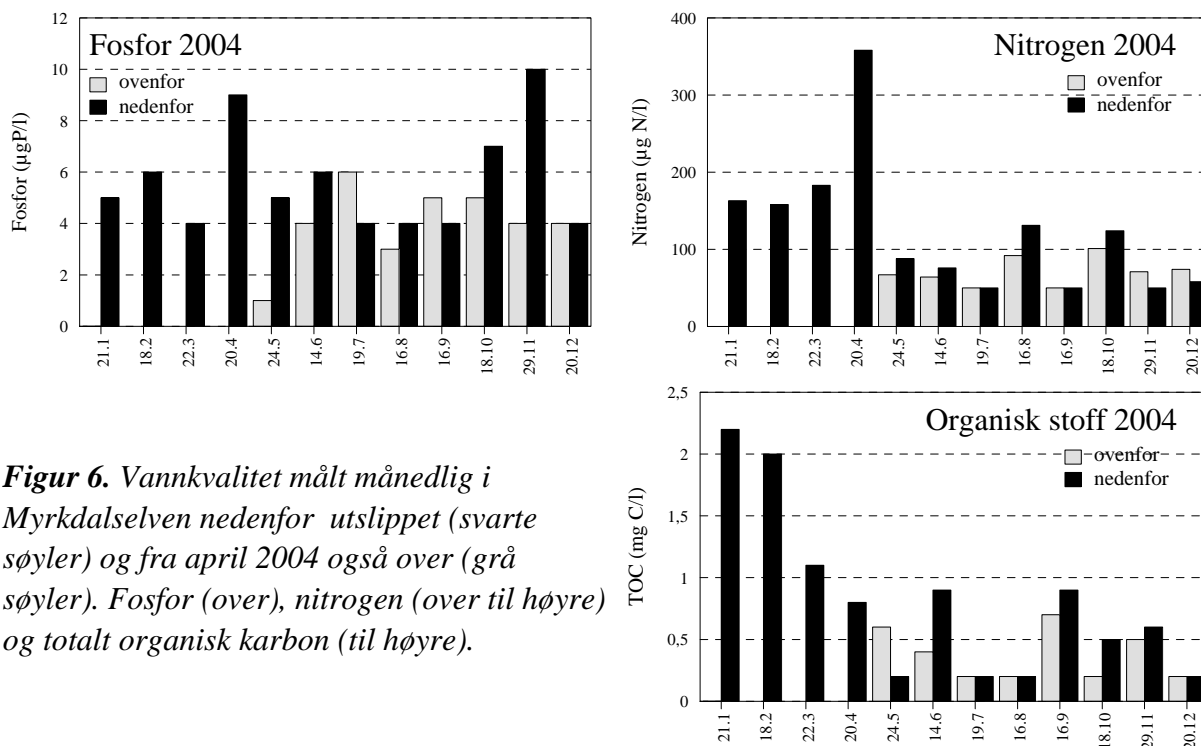 Fosfor 2004
ovenfor
nedenfor
Fosfor (µgP/l)
12
10
8
6
4
2
0
21.1 18.2 22.3 20.4 24.5 14.6 19.7 16.8 16.9 18.10 29.11 20.12
Nitrogen 2004
ovenfor
nedenfor
Nitrogen (µg N/l)
400
300
200
100
0
21.1 18.2 22.3 20.4 24.5 14.6 19.7 16.8 16.9 18.10 29.11 20.12
Organisk stoff 2004
ovenfor
nedenfor
TOC (mg C/l)
2,5
2
1,5
1
0,5
0
21.1 18.2 22.3 20.4 24.5 14.6 19.7 16.8 16.9 18.10 29.11 20.12
Figur 6. Vannkvalitet målt månedlig i
Myrkdalselven nedenfor utslippet (svarte
søyler) og fra april 2004 også over (grå
søyler). Fosfor (over), nitrogen (over til høyre)
og totalt organisk karbon (til høyre).